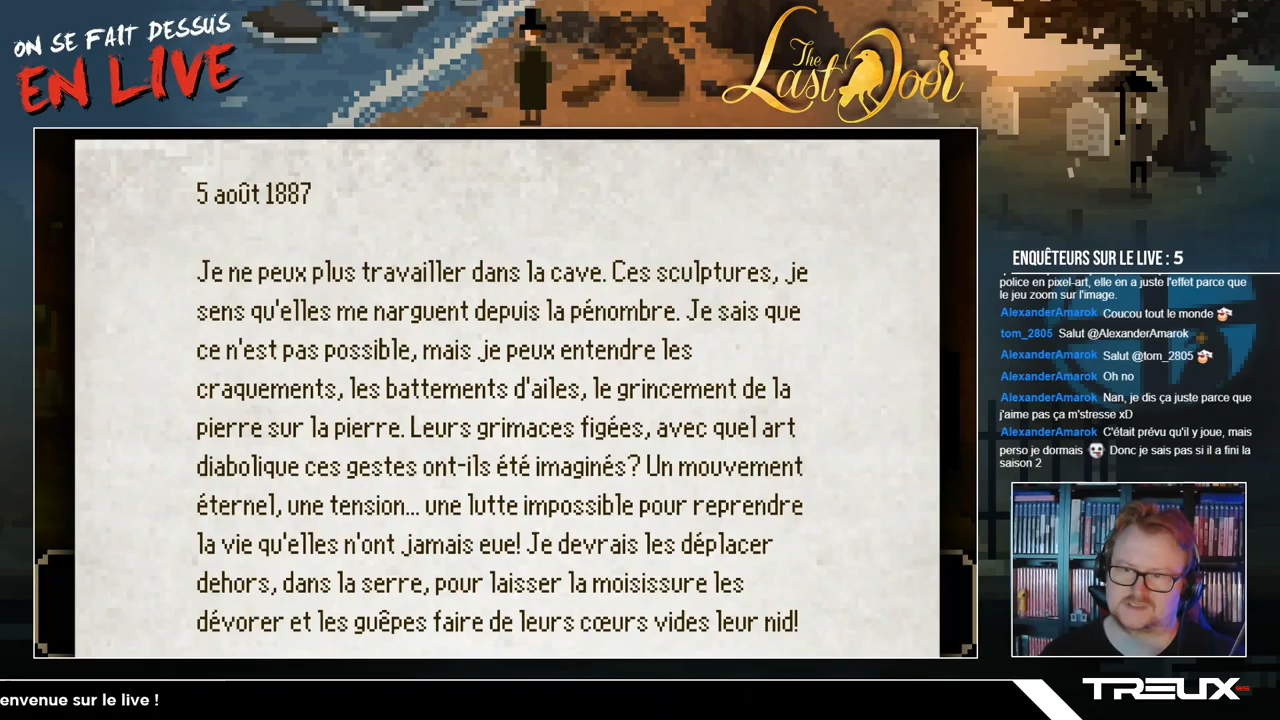 ON SE FAIT DESSUS
EN LIVE
The
Last Door
5 août 1887
Je ne peux plus travailler dans la cave. Ces sculptures, je
sens qu'elles me narguent depuis la pénombre. Je sais que
ce n'est pas possible, mais je peux entendre les
craquements, les battements d'ailes, le grincement de la
pierre sur la pierre. Leurs grimaces figées, avec quel art
diabolique ces gestes ont-ils été imaginés? Un mouvement
éternel, une tension... une lutte impossible pour reprendre
la vie qu'elles n'ont jamais eue! Je devrais les déplacer
dehors, dans la serre, pour laisser la moisissure les
dévorer et les guêpes faire de leurs cœurs vides leur nid!
ENQUÊTEURS SUR LE LIVE : 5
police en pixel-art, elle en a juste l'effet parce que
le jeu zoom sur l'image.
AlexanderAmarok Coucou tout le monde
tom_2805 Salut @AlexanderAmarok
AlexanderAmarok Salut @tom_2805
AlexanderAmarok Oh no
AlexanderAmarok Nan, je dis ça juste parce que
j'aime pas ça m'stresse xD
AlexanderAmarok C'était prévu qu'il y joue, mais
perso je dormais Donc je sais pas si il a fini la
saison 2
envenue sur le live !
TREUX